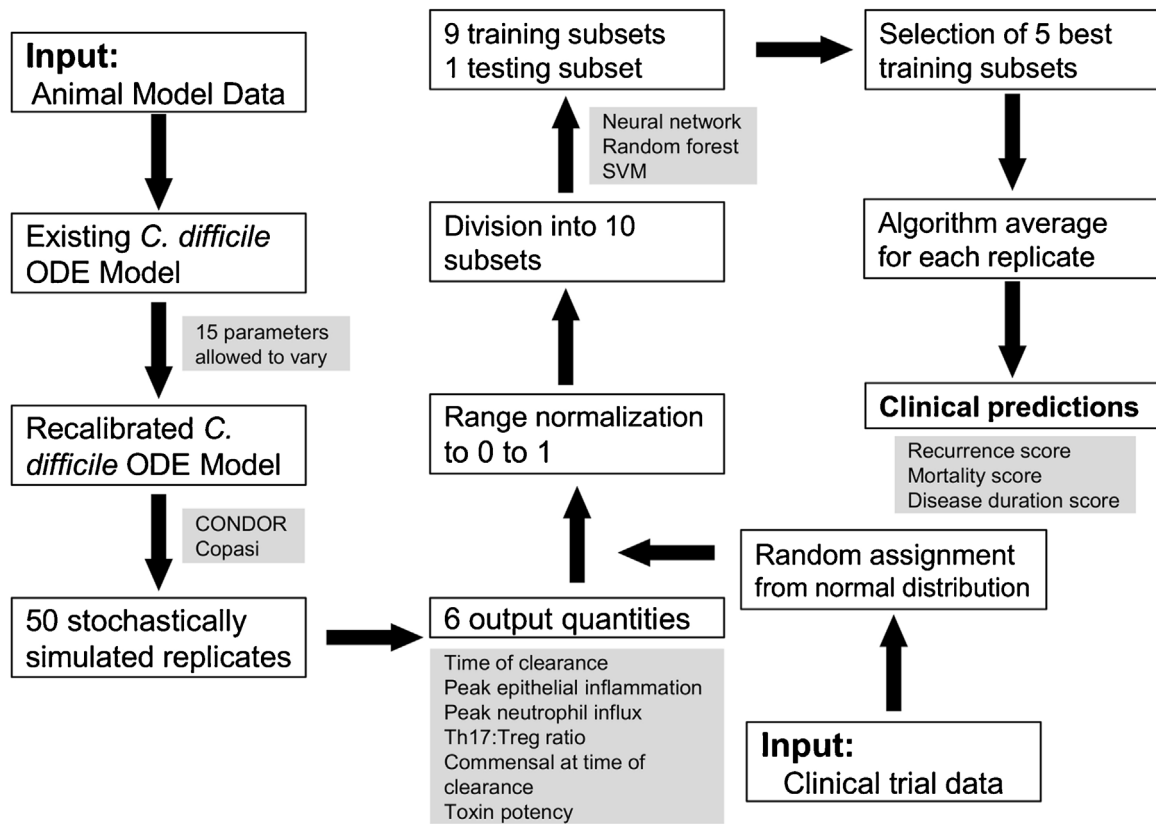 Input:
Animal Model Data
Existing C. difficile
ODE Model
15 parameters
allowed to vary
Recalibrated C.
difficile ODE Model
CONDOR
Copasi
50 stochastically
simulated replicates
6 output quantities
Time of clearance
Peak epithelial inflammation
Peak neutrophil influx
Th17:Treg ratio
Commensal at time of
clearance
Toxin potency
Input:
Clinical trial data
Random assignment
from normal distribution
Range normalization
to 0 to 1
Division into 10
subsets
Neural network
Random forest
SVM
9 training subsets
1 testing subset
Selection of 5 best
training subsets
Algorithm average
for each replicate
Clinical predictions
Recurrence score
Mortality score
Disease duration score